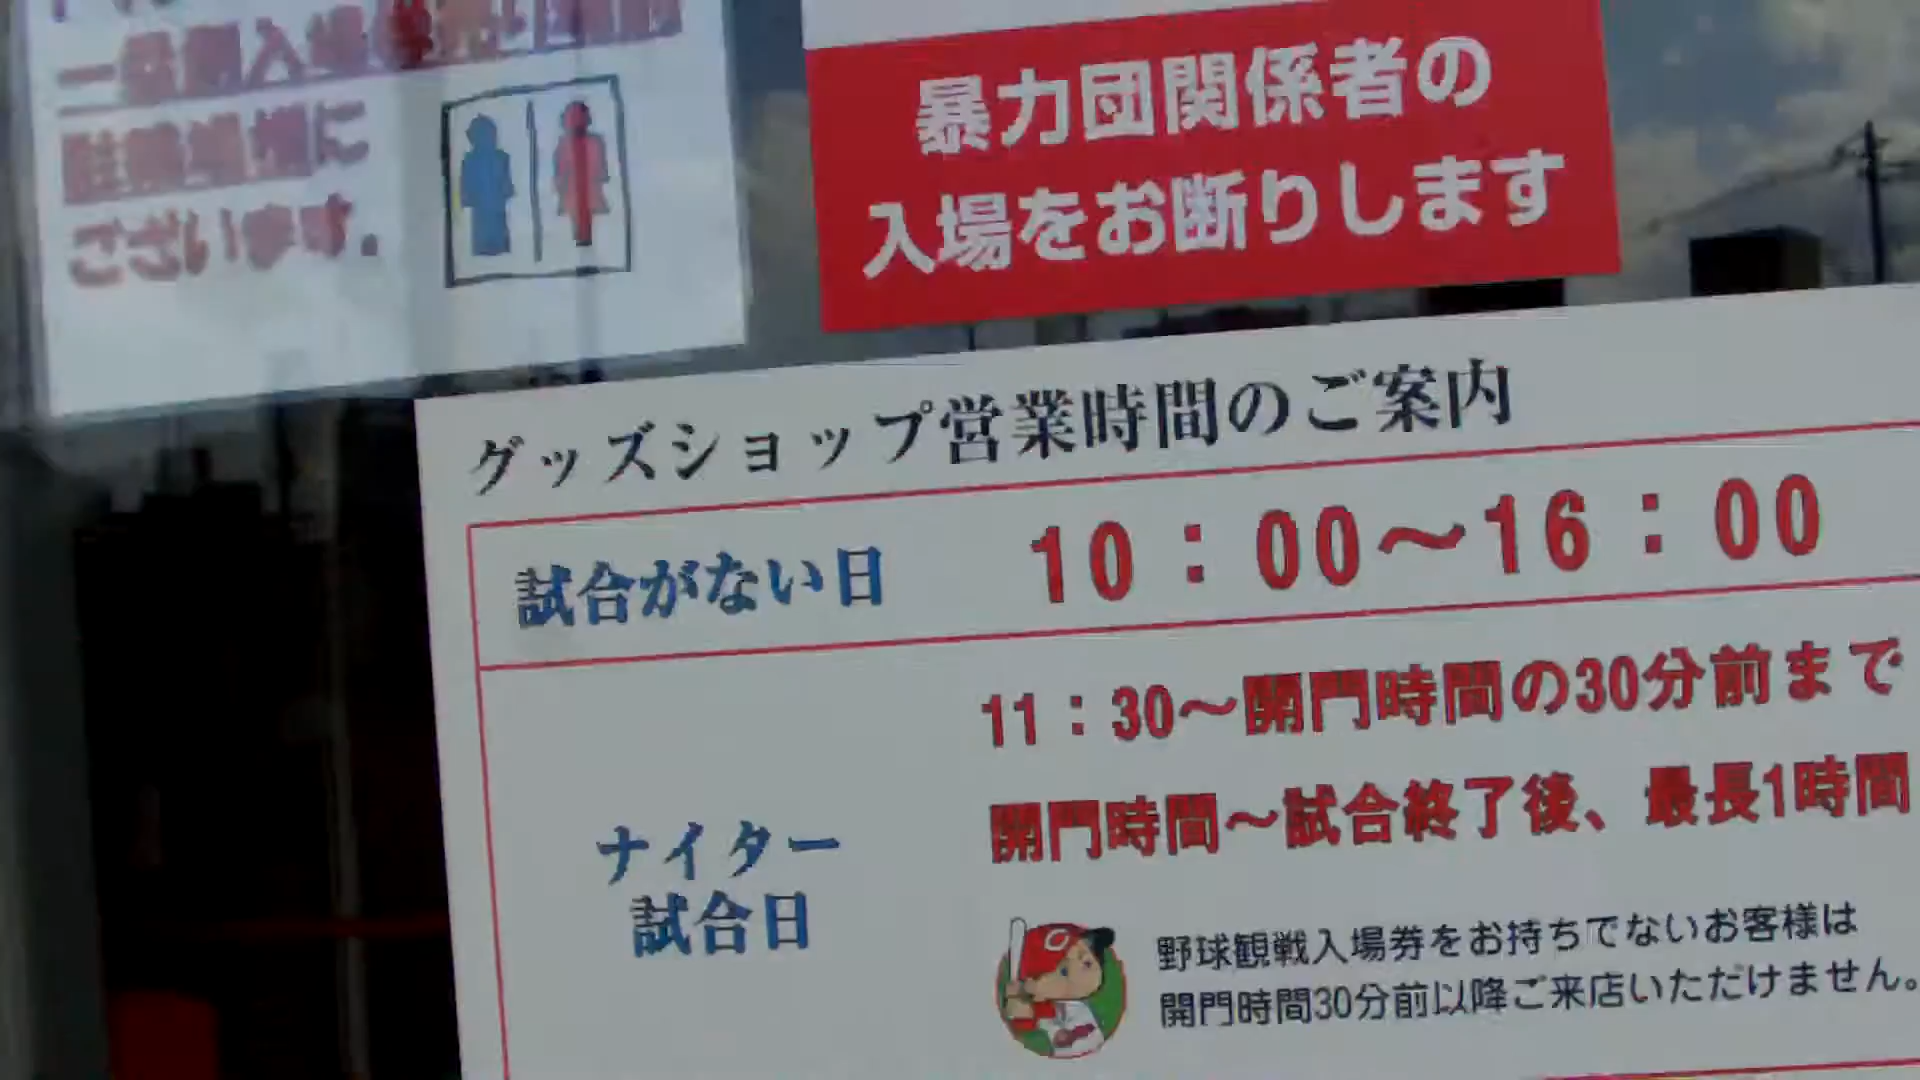 ございます。
暴力団関係者の
入場をお断りします
グッズショップ営業時間のご案内
試合がない日 10：00～16：00
ナイター
試合日
11：30～開門時間の30分前まで
開門時間～試合終了後、最長1時間
野球観戦入場券をお持ちでないお客様は
開門時間30分前以降ご来店いただけません。